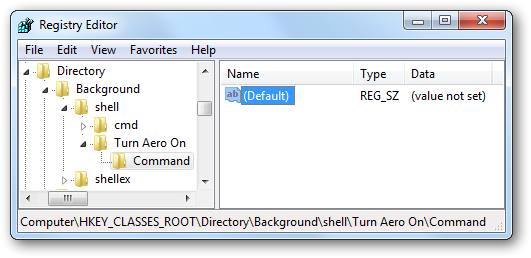 Registry Editor
File Edit View Favorites Help
Directory
Background
shell
cmd
Turn Aero On
Command
shellex
Name Type Data
ab (Default) REG_SZ (value not set)
Computer\HKEY_CLASSES_ROOT\Directory\Background\shell\Turn Aero On\Command